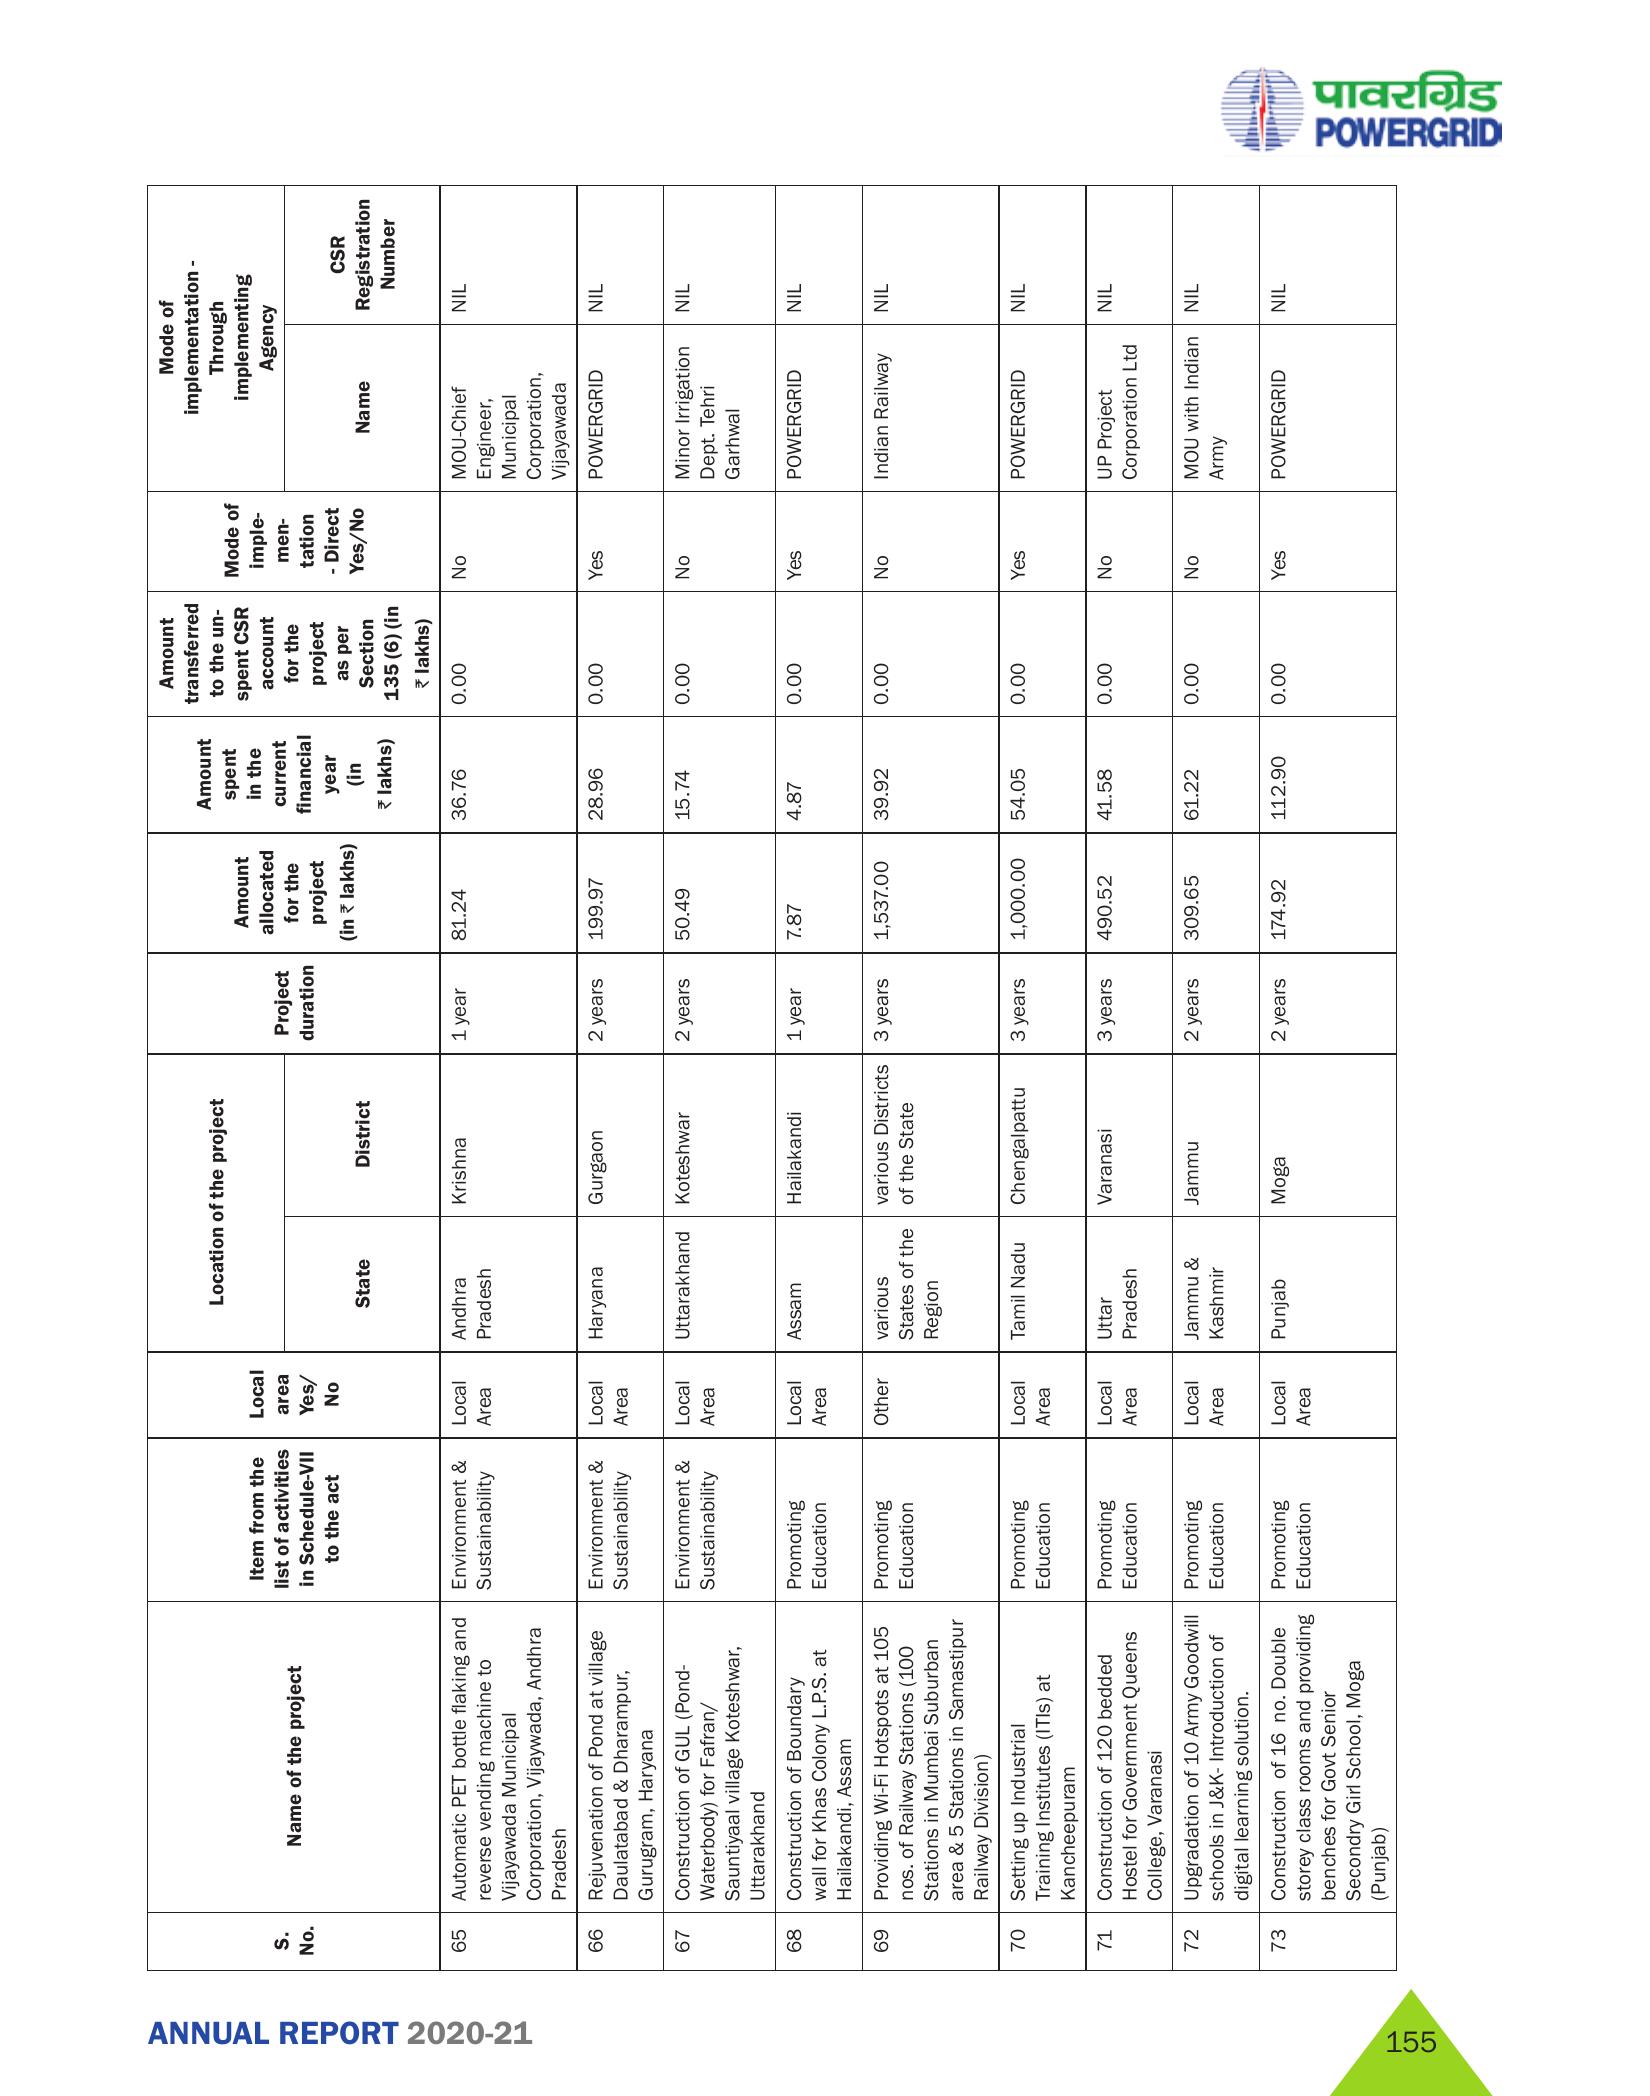 पावरग्रिड
POWERGRID
S.
No.
Name of the project
Item from the
list of activities
in Schedule-VII
to the act
Local
area
Yes/
No
Location of the project
State
District
Project
duration
Amount
allocated
for the
project
(in ₹ lakhs)
Amount
spent
in the
current
financial
year
(in
₹ lakhs)
Amount
transferred
to the un-
spent CSR
account
for the
project
as per
Section
135 (6) (in
₹ lakhs)
Mode of
imple-
men-
tation
- Direct
Yes/No
Mode of
implementation -
Through
implementing
Agency
Name
CSR
Registration
Number
65
Automatic PET bottle flaking and
reverse vending machine to
Vijayawada Municipal
Corporation, Vijaywada, Andhra
Pradesh
Environment &
Sustainability
Local
Area
Andhra
Pradesh
Krishna
1 year
81.24
36.76
0.00
No
MOU-Chief
Engineer,
Municipal
Corporation,
Vijayawada
NIL
66
Rejuvenation of Pond at village
Daulatabad & Dharampur,
Gurugram, Haryana
Environment &
Sustainability
Local
Area
Haryana
Gurgaon
2 years
199.97
28.96
0.00
Yes
POWERGRID
NIL
67
Construction of GUL (Pond-
Waterbody) for Fafran/
Sauntiyaal village Koteshwar,
Uttarakhand
Environment &
Sustainability
Local
Area
Uttarakhand
Koteshwar
2 years
50.49
15.74
0.00
No
Minor Irrigation
Dept. Tehri
Garhwal
NIL
68
Construction of Boundary
wall for Khas Colony L.P.S. at
Hailakandi, Assam
Promoting
Education
Local
Area
Assam
Hailakandi
1 year
7.87
4.87
0.00
Yes
POWERGRID
NIL
69
Providing Wi-Fi Hotspots at 105
nos. of Railway Stations (100
Stations in Mumbai Suburban
area & 5 Stations in Samastipur
Railway Division)
Promoting
Education
Other
various
States of the
Region
various Districts
of the State
3 years
1,537.00
39.92
0.00
No
Indian Railway
NIL
70
Setting up Industrial
Training Institutes (ITIs) at
Kancheepuram
Promoting
Education
Local
Area
Tamil Nadu
Chengalpattu
3 years
1,000.00
54.05
0.00
Yes
POWERGRID
NIL
71
Construction of 120 bedded
Hostel for Government Queens
College, Varanasi
Promoting
Education
Local
Area
Uttar
Pradesh
Varanasi
3 years
490.52
41.58
0.00
No
UP Project
Corporation Ltd
NIL
72
Upgradation of 10 Army Goodwill
schools in J&K- Introduction of
digital learning solution.
Promoting
Education
Local
Area
Jammu &
Kashmir
Jammu
2 years
309.65
61.22
0.00
No
MOU with Indian
Army
NIL
73
Construction of 16 no. Double
storey class rooms and providing
benches for Govt Senior
Secondry Girl School, Moga
(Punjab)
Promoting
Education
Local
Area
Punjab
Moga
2 years
174.92
112.90
0.00
Yes
POWERGRID
NIL
ANNUAL REPORT 2020-21
155